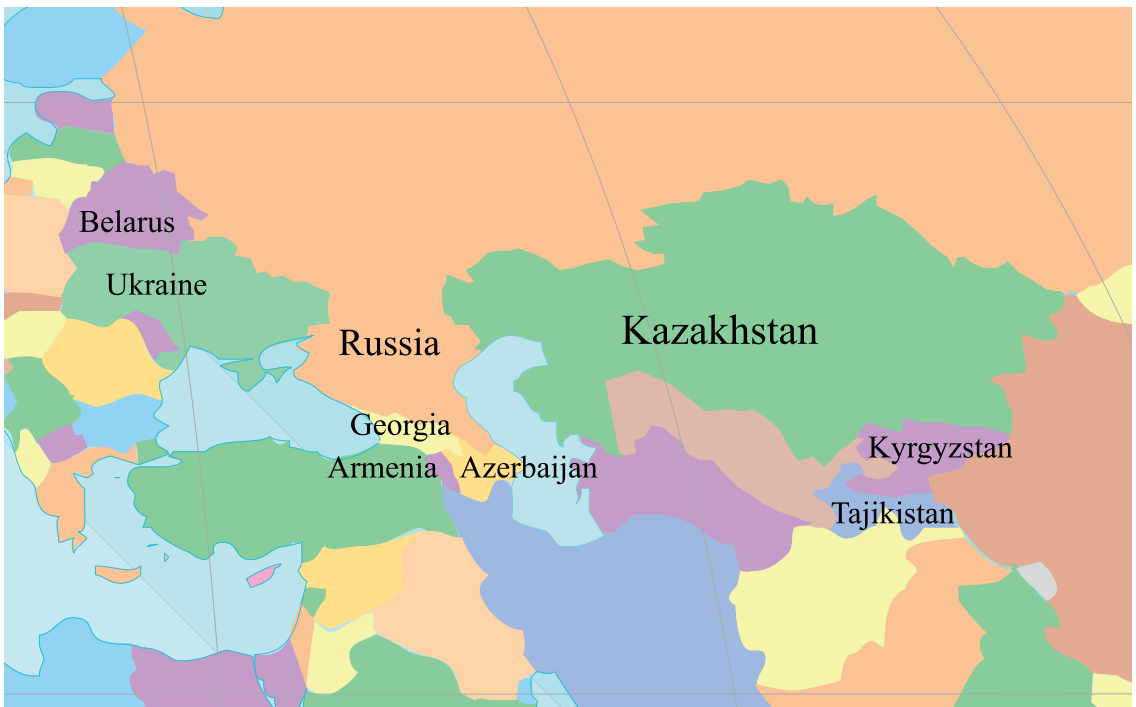 Belarus
Ukraine
Russia
Kazakhstan
Georgia
Armenia
Azerbaijan
Kyrgyzstan
Tajikistan